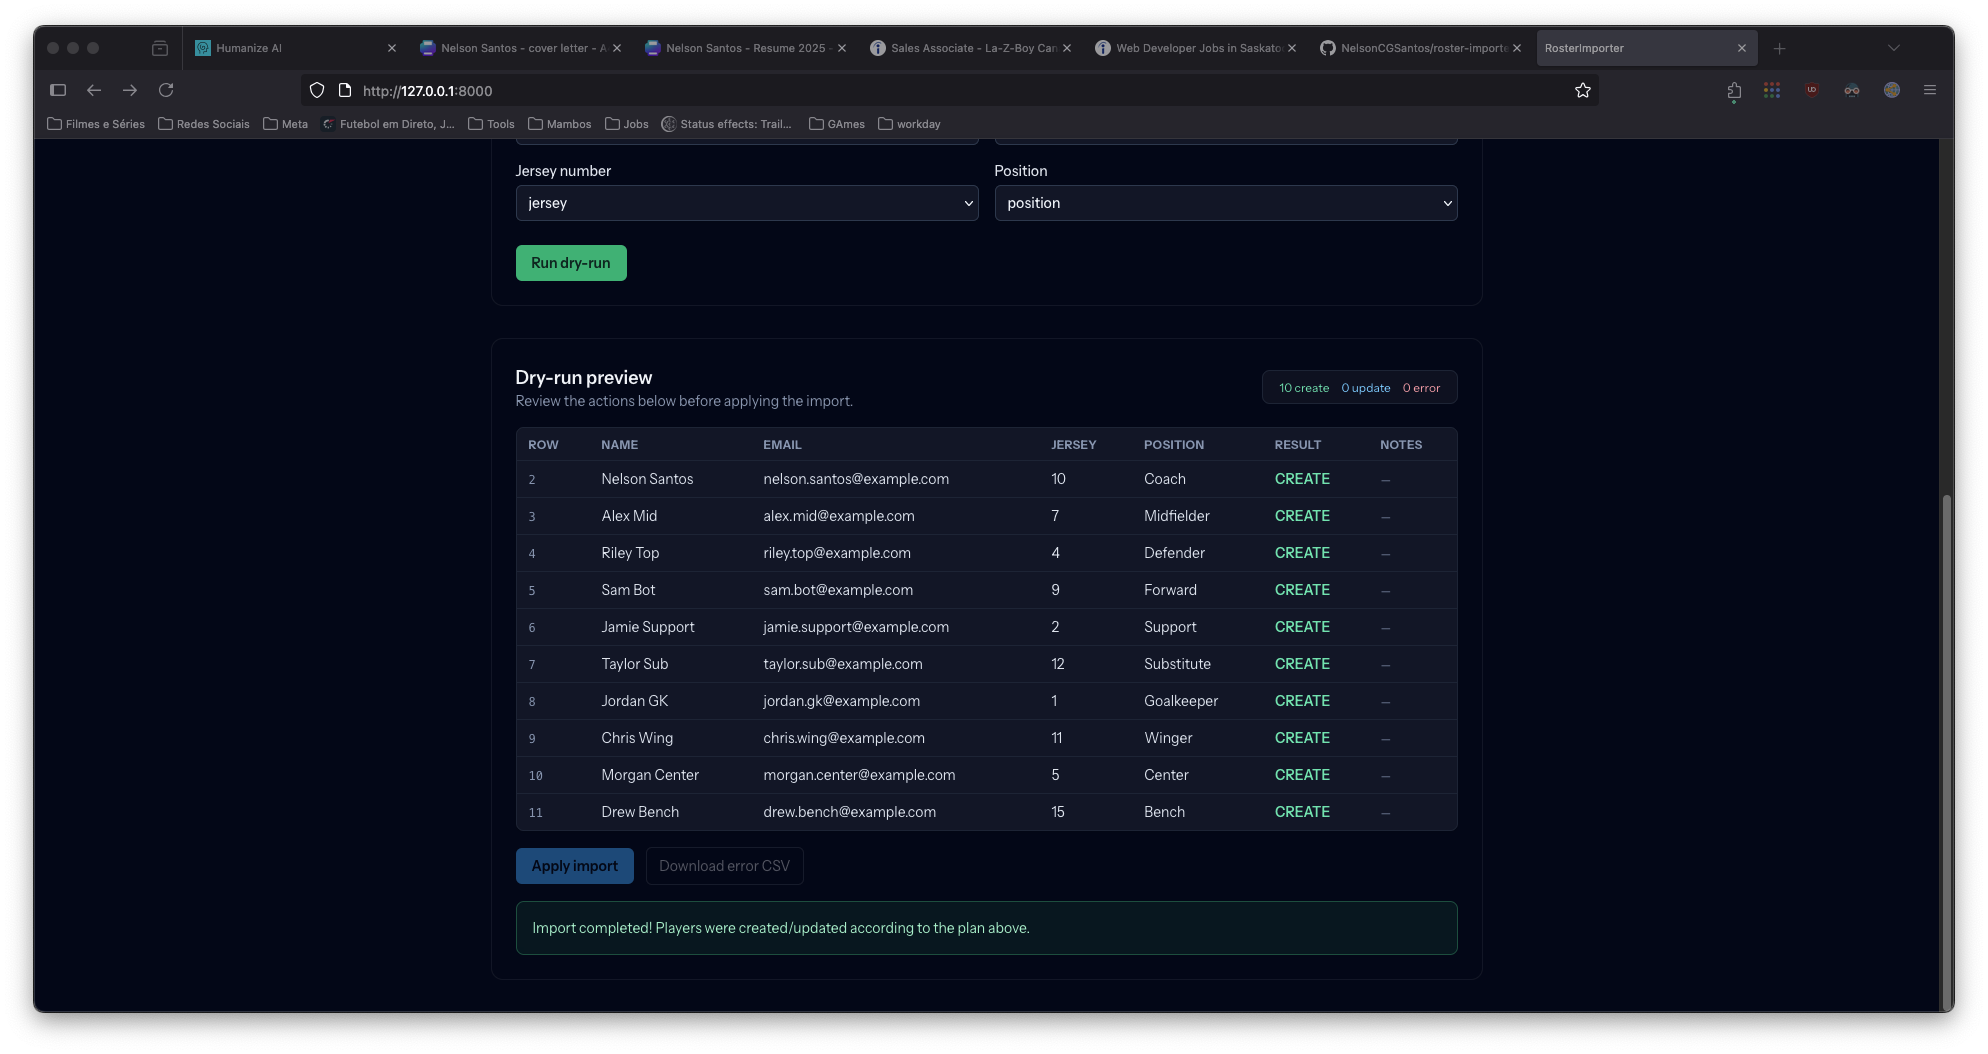 Humanize AI
Nelson Santos - cover letter - A
Nelson Santos - Resume 2025 -
Sales Associate - La-Z-Boy Can
Web Developer Jobs in Saskato
NelsonCGSantos/roster-importe
RosterImporter
http://127.0.0.1:8000
Filmes e Séries
Redes Sociais
Meta
Futebol em Direto, J...
Tools
Mambos
Jobs
Status effects: Trail...
GAmes
workday
Jersey number
Position
jersey
position
Run dry-run
Dry-run preview
Review the actions below before applying the import.
10 create 0 update 0 error
ROW NAME EMAIL JERSEY POSITION RESULT NOTES
2 Nelson Santos nelson.santos@example.com 10 Coach CREATE —
3 Alex Mid alex.mid@example.com 7 Midfielder CREATE —
4 Riley Top riley.top@example.com 4 Defender CREATE —
5 Sam Bot sam.bot@example.com 9 Forward CREATE —
6 Jamie Support jamie.support@example.com 2 Support CREATE —
7 Taylor Sub taylor.sub@example.com 12 Substitute CREATE —
8 Jordan GK jordan.gk@example.com 1 Goalkeeper CREATE —
9 Chris Wing chris.wing@example.com 11 Winger CREATE —
10 Morgan Center morgan.center@example.com 5 Center CREATE —
11 Drew Bench drew.bench@example.com 15 Bench CREATE —
Apply import
Download error CSV
Import completed! Players were created/updated according to the plan above.